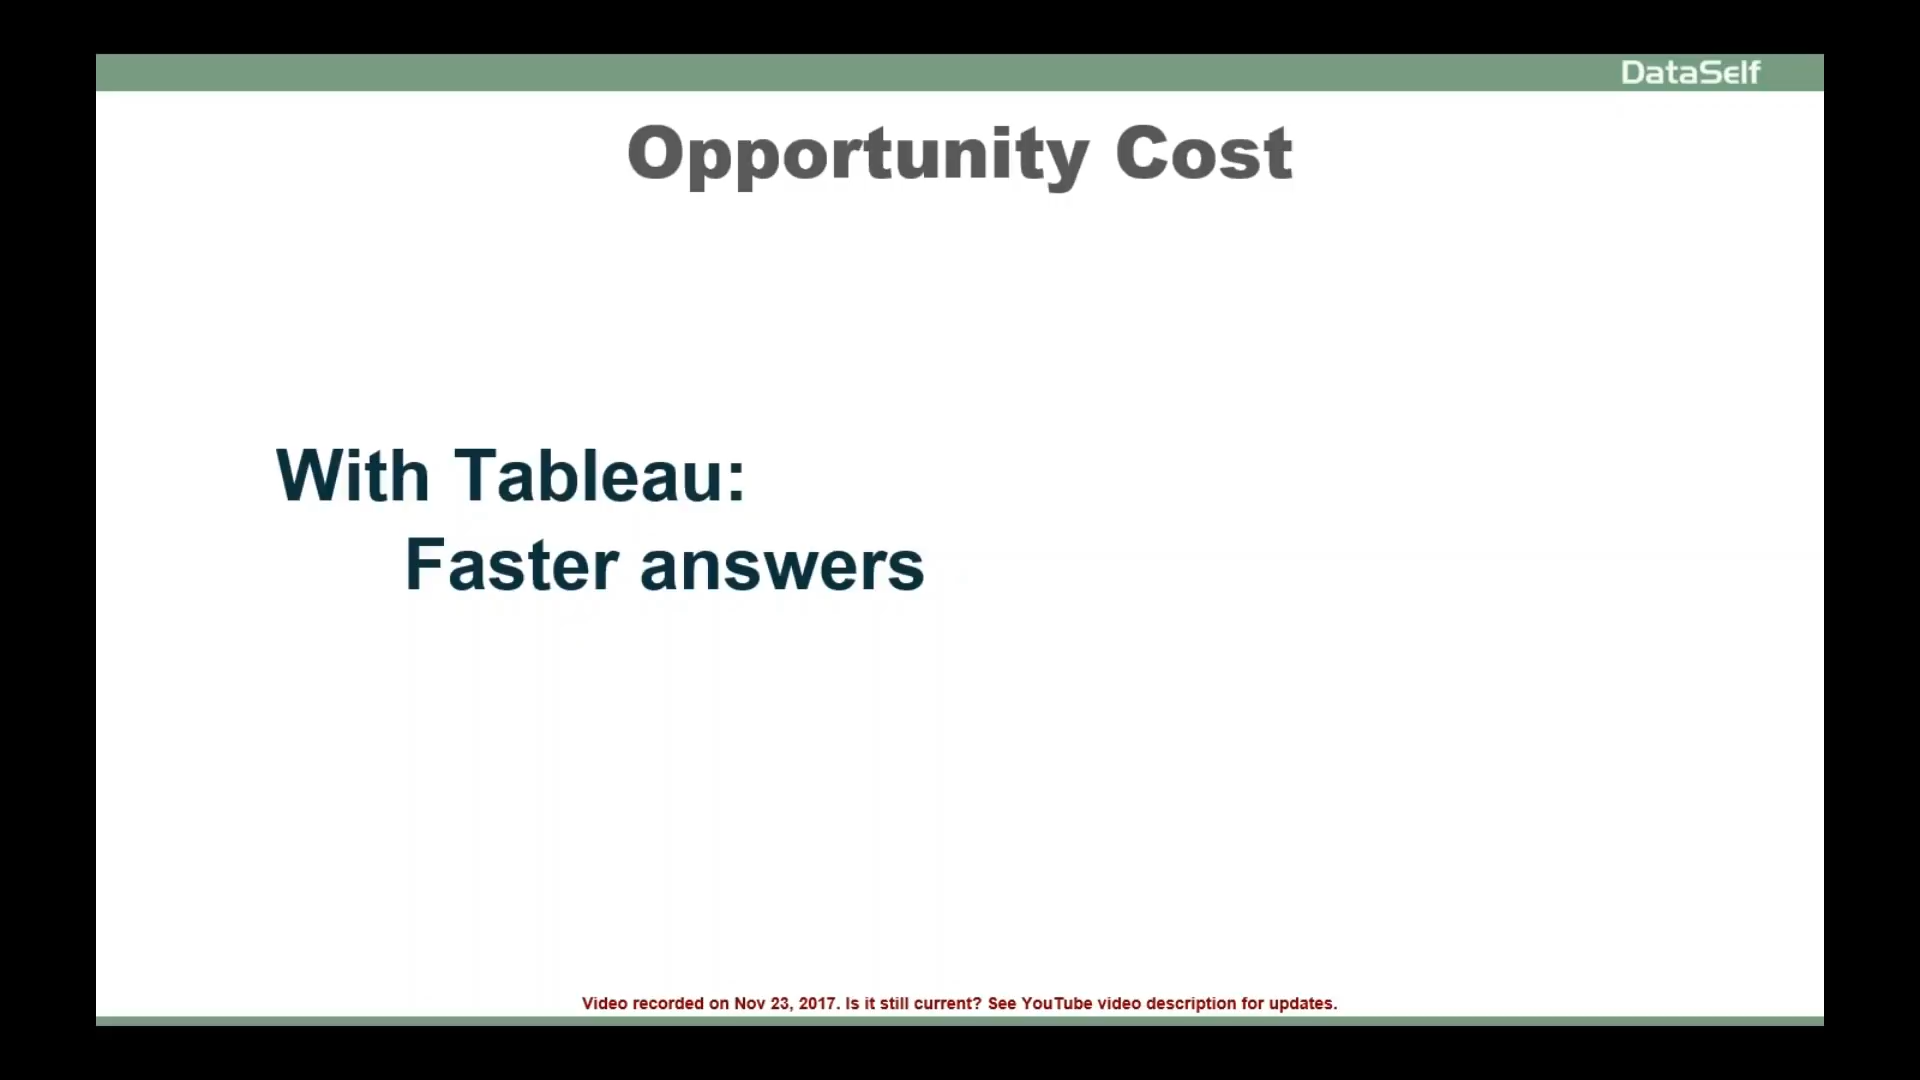 DataSelf
Opportunity Cost
With Tableau:
Faster answers
Video recorded on Nov 23, 2017. Is it still current? See YouTube video description for updates.